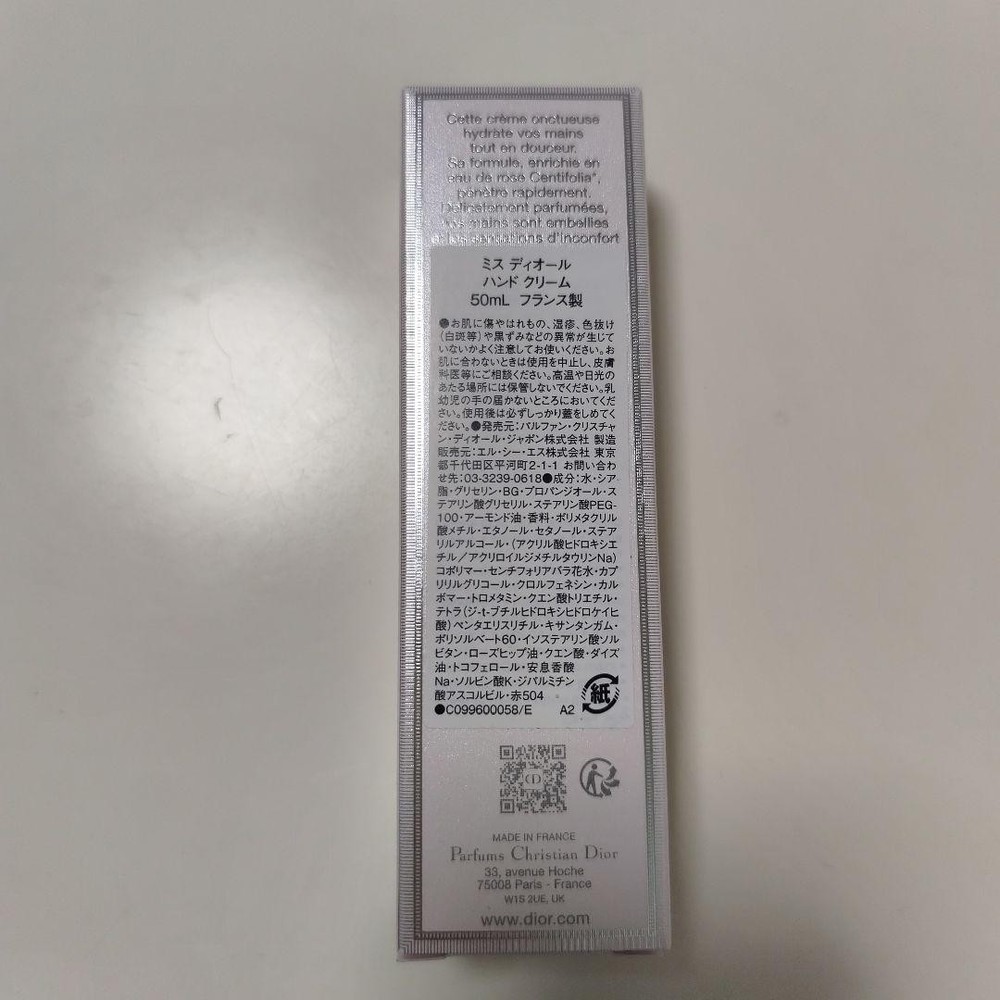 Cette crème onctueuse
hydrate vos mains
tout en douceur.
Sa formule, enrichie en
eau de rose Centifolia*,
pénètre rapidement.
Délicatement parfumées,
vos mains sont embellies
sensations d'inconfort
ミス ディオール
ハンド クリーム
50mL フランス製
●お肌に傷やはれもの、湿疹、色抜け
(白斑等)や黒ずみなどの異常が生じて
いないかよく注意してお使いください。お
肌に合わないときは使用を中止し、皮膚
科医等にご相談ください。高温や日光の
あたる場所には保管しないでください。乳
幼児の手の届かないところにおいてくだ
さい。使用後は必ずしっかり蓋をしめてく
ださい。●発売元:パルファン・クリスチャ
ン・ディオール・ジャポン株式会社 製造
販売元:エル・シー・エス株式会社 東京
都千代田区平河町2-1-1 お問い合わ
せ先:03-3239-0618●成分:水・シア
脂・グリセリン・BG・プロパンジオール・ス
テアリン酸グリセリル・ステアリン酸PEG-
100・アーモンド油・香料・ポリメタクリル
酸メチル・エタノール・セタノール・ステア
リルアルコール・(アクリル酸ヒドロキシエ
チル/アクリロイルジメチルタウリンNa)
コポリマー・センチフォリアバラ花水・カプ
リリルグリコール・クロルフェネシン・カル
ボマー・トロメタミン・クエン酸トリエチル・
テトラ(ジ-t-ブチルヒドロキシヒドロケイヒ
酸)ペンタエリスリチル・キサンタンガム・
ポリソルベート60・イソステアリン酸ソル
ビタン・ローズヒップ油・クエン酸・ダイズ
油・トコフェロール・安息香酸
Na・ソルビン酸K・ジパルミチン
酸アスコルビル・赤504
●C099600058/E A2
紙
MADE IN FRANCE
Parfums Christian Dior
33, avenue Hoche
75008 Paris - France
W1S 2UE, UK
www.dior.com